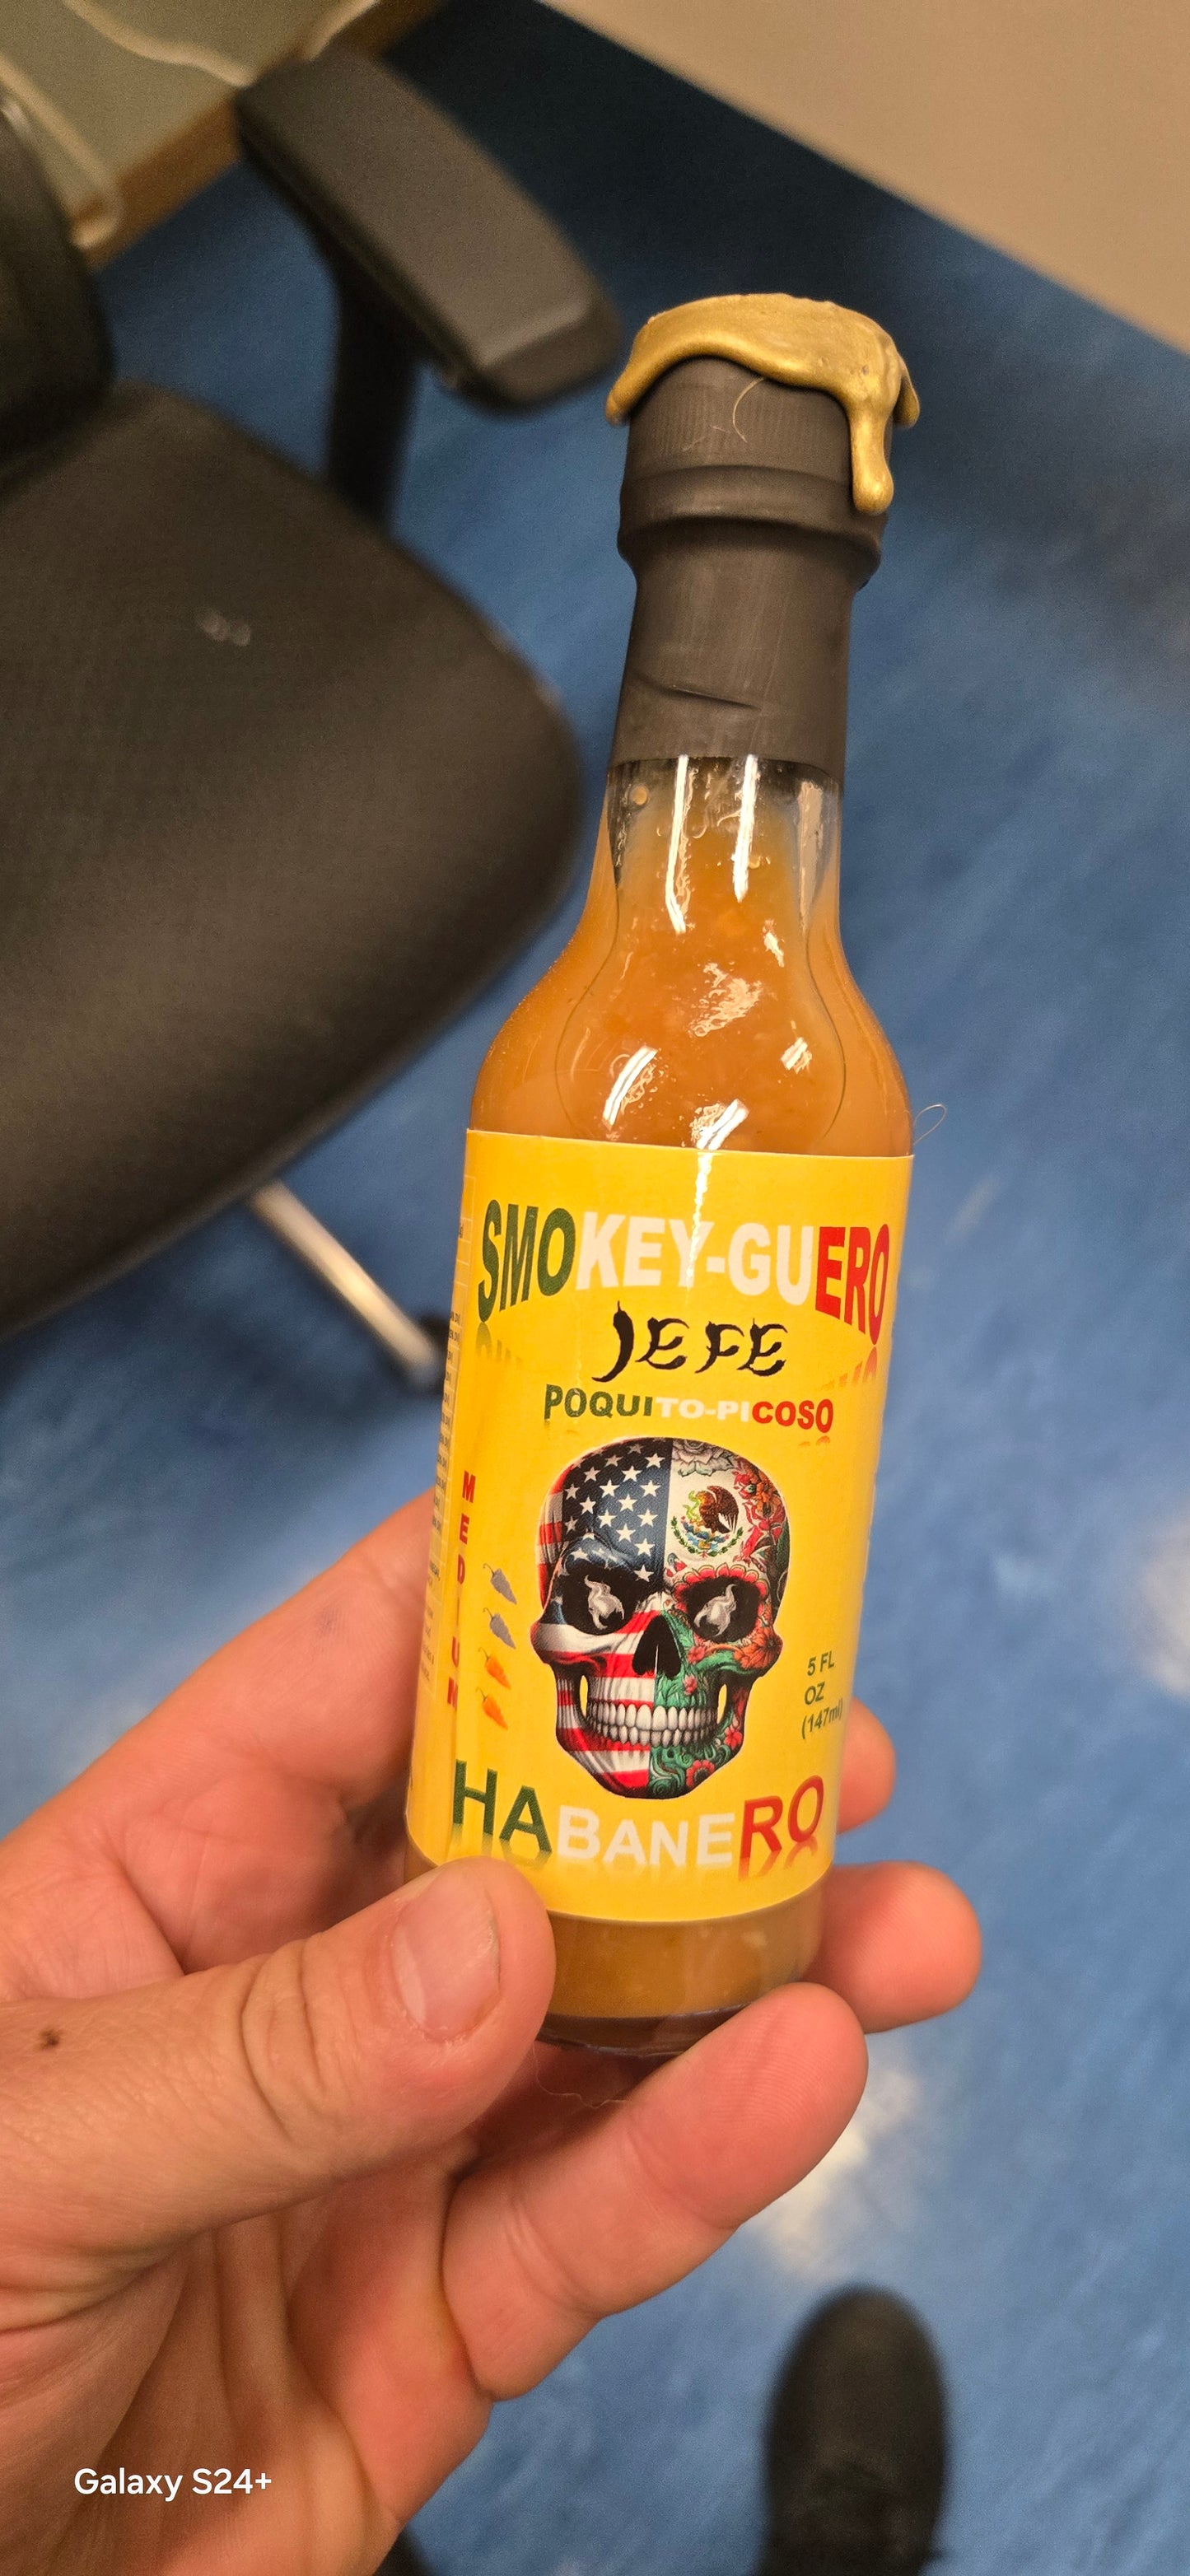 SMOKEY-GUERO
JEFE
POQUITO-PICOSO
MEDIUM
5 FL
OZ
(147ml)
HABANERO
Galaxy S24+